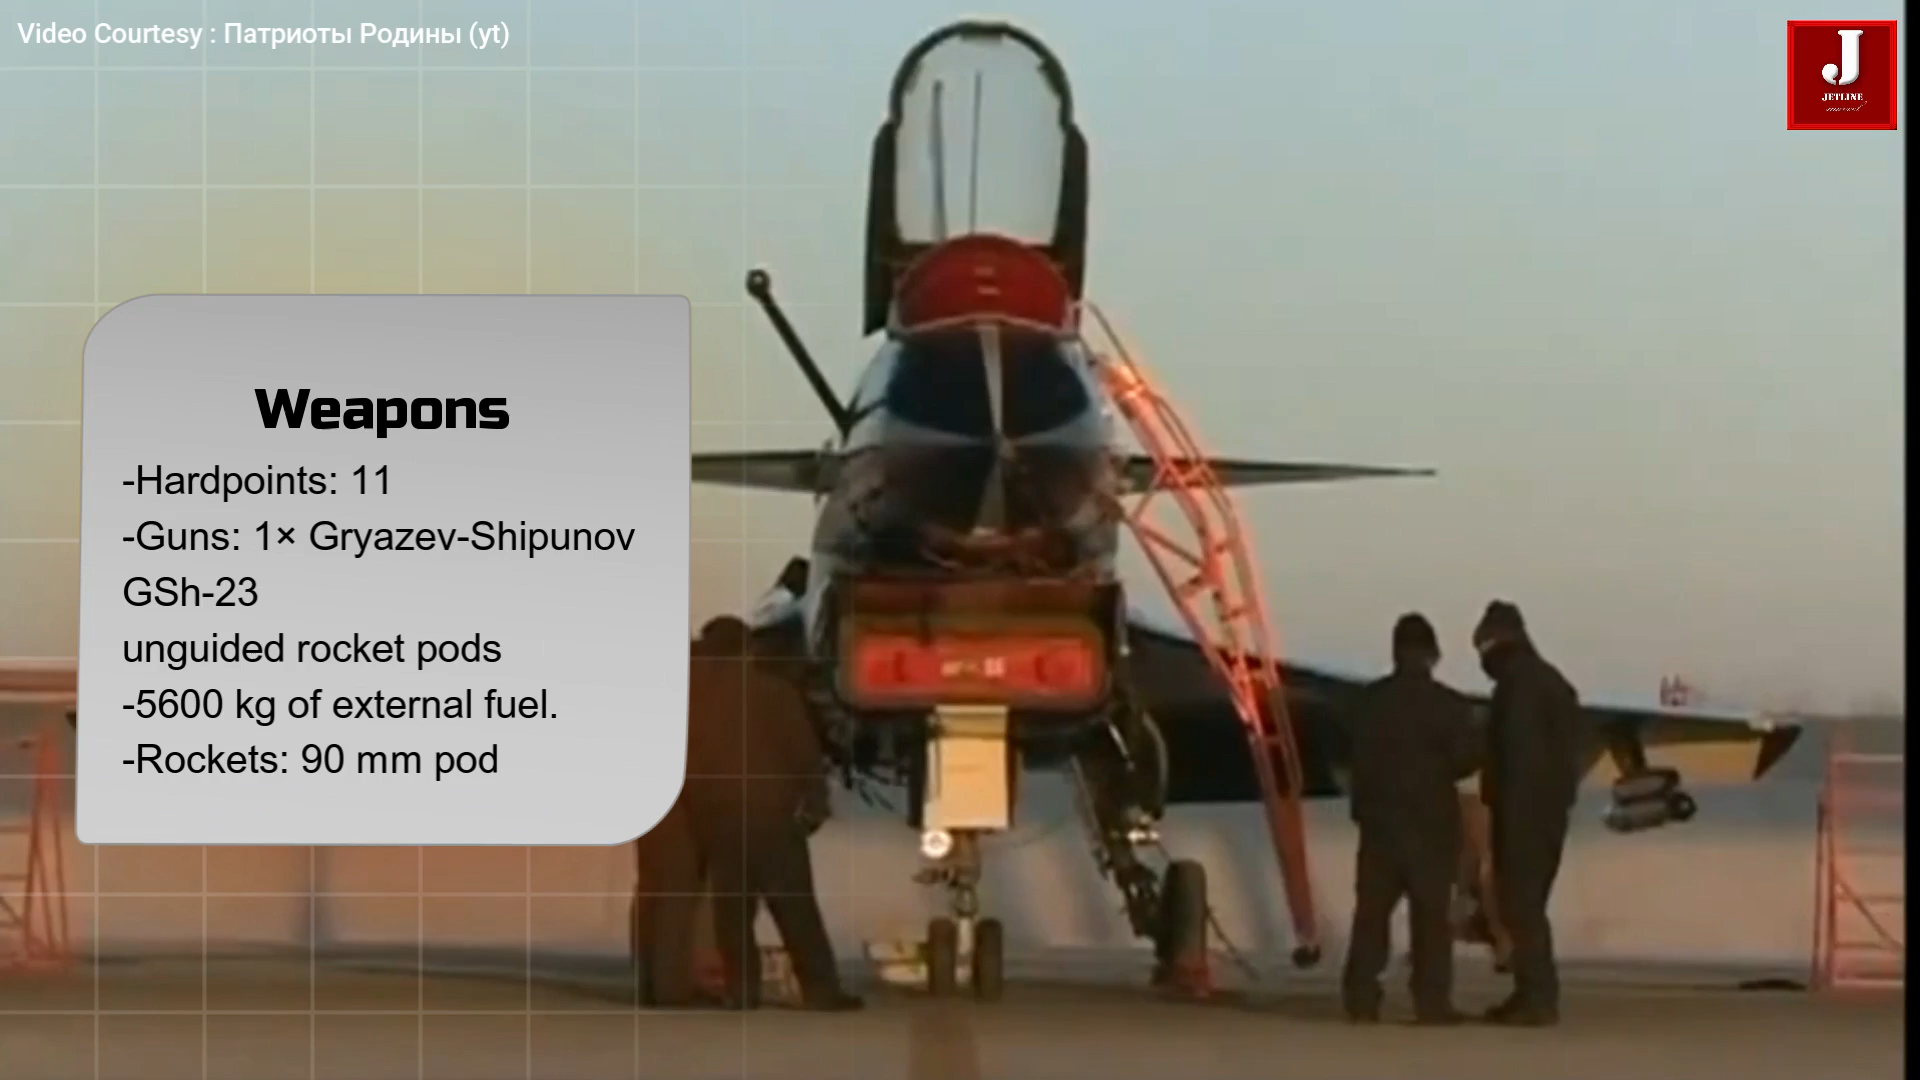 Video Courtesy : Патриоты Родины (yt)
J
JETLINE
Weapons
-Hardpoints: 11
-Guns: 1× Gryazev-Shipunov
GSh-23
unguided rocket pods
-5600 kg of external fuel.
-Rockets: 90 mm pod